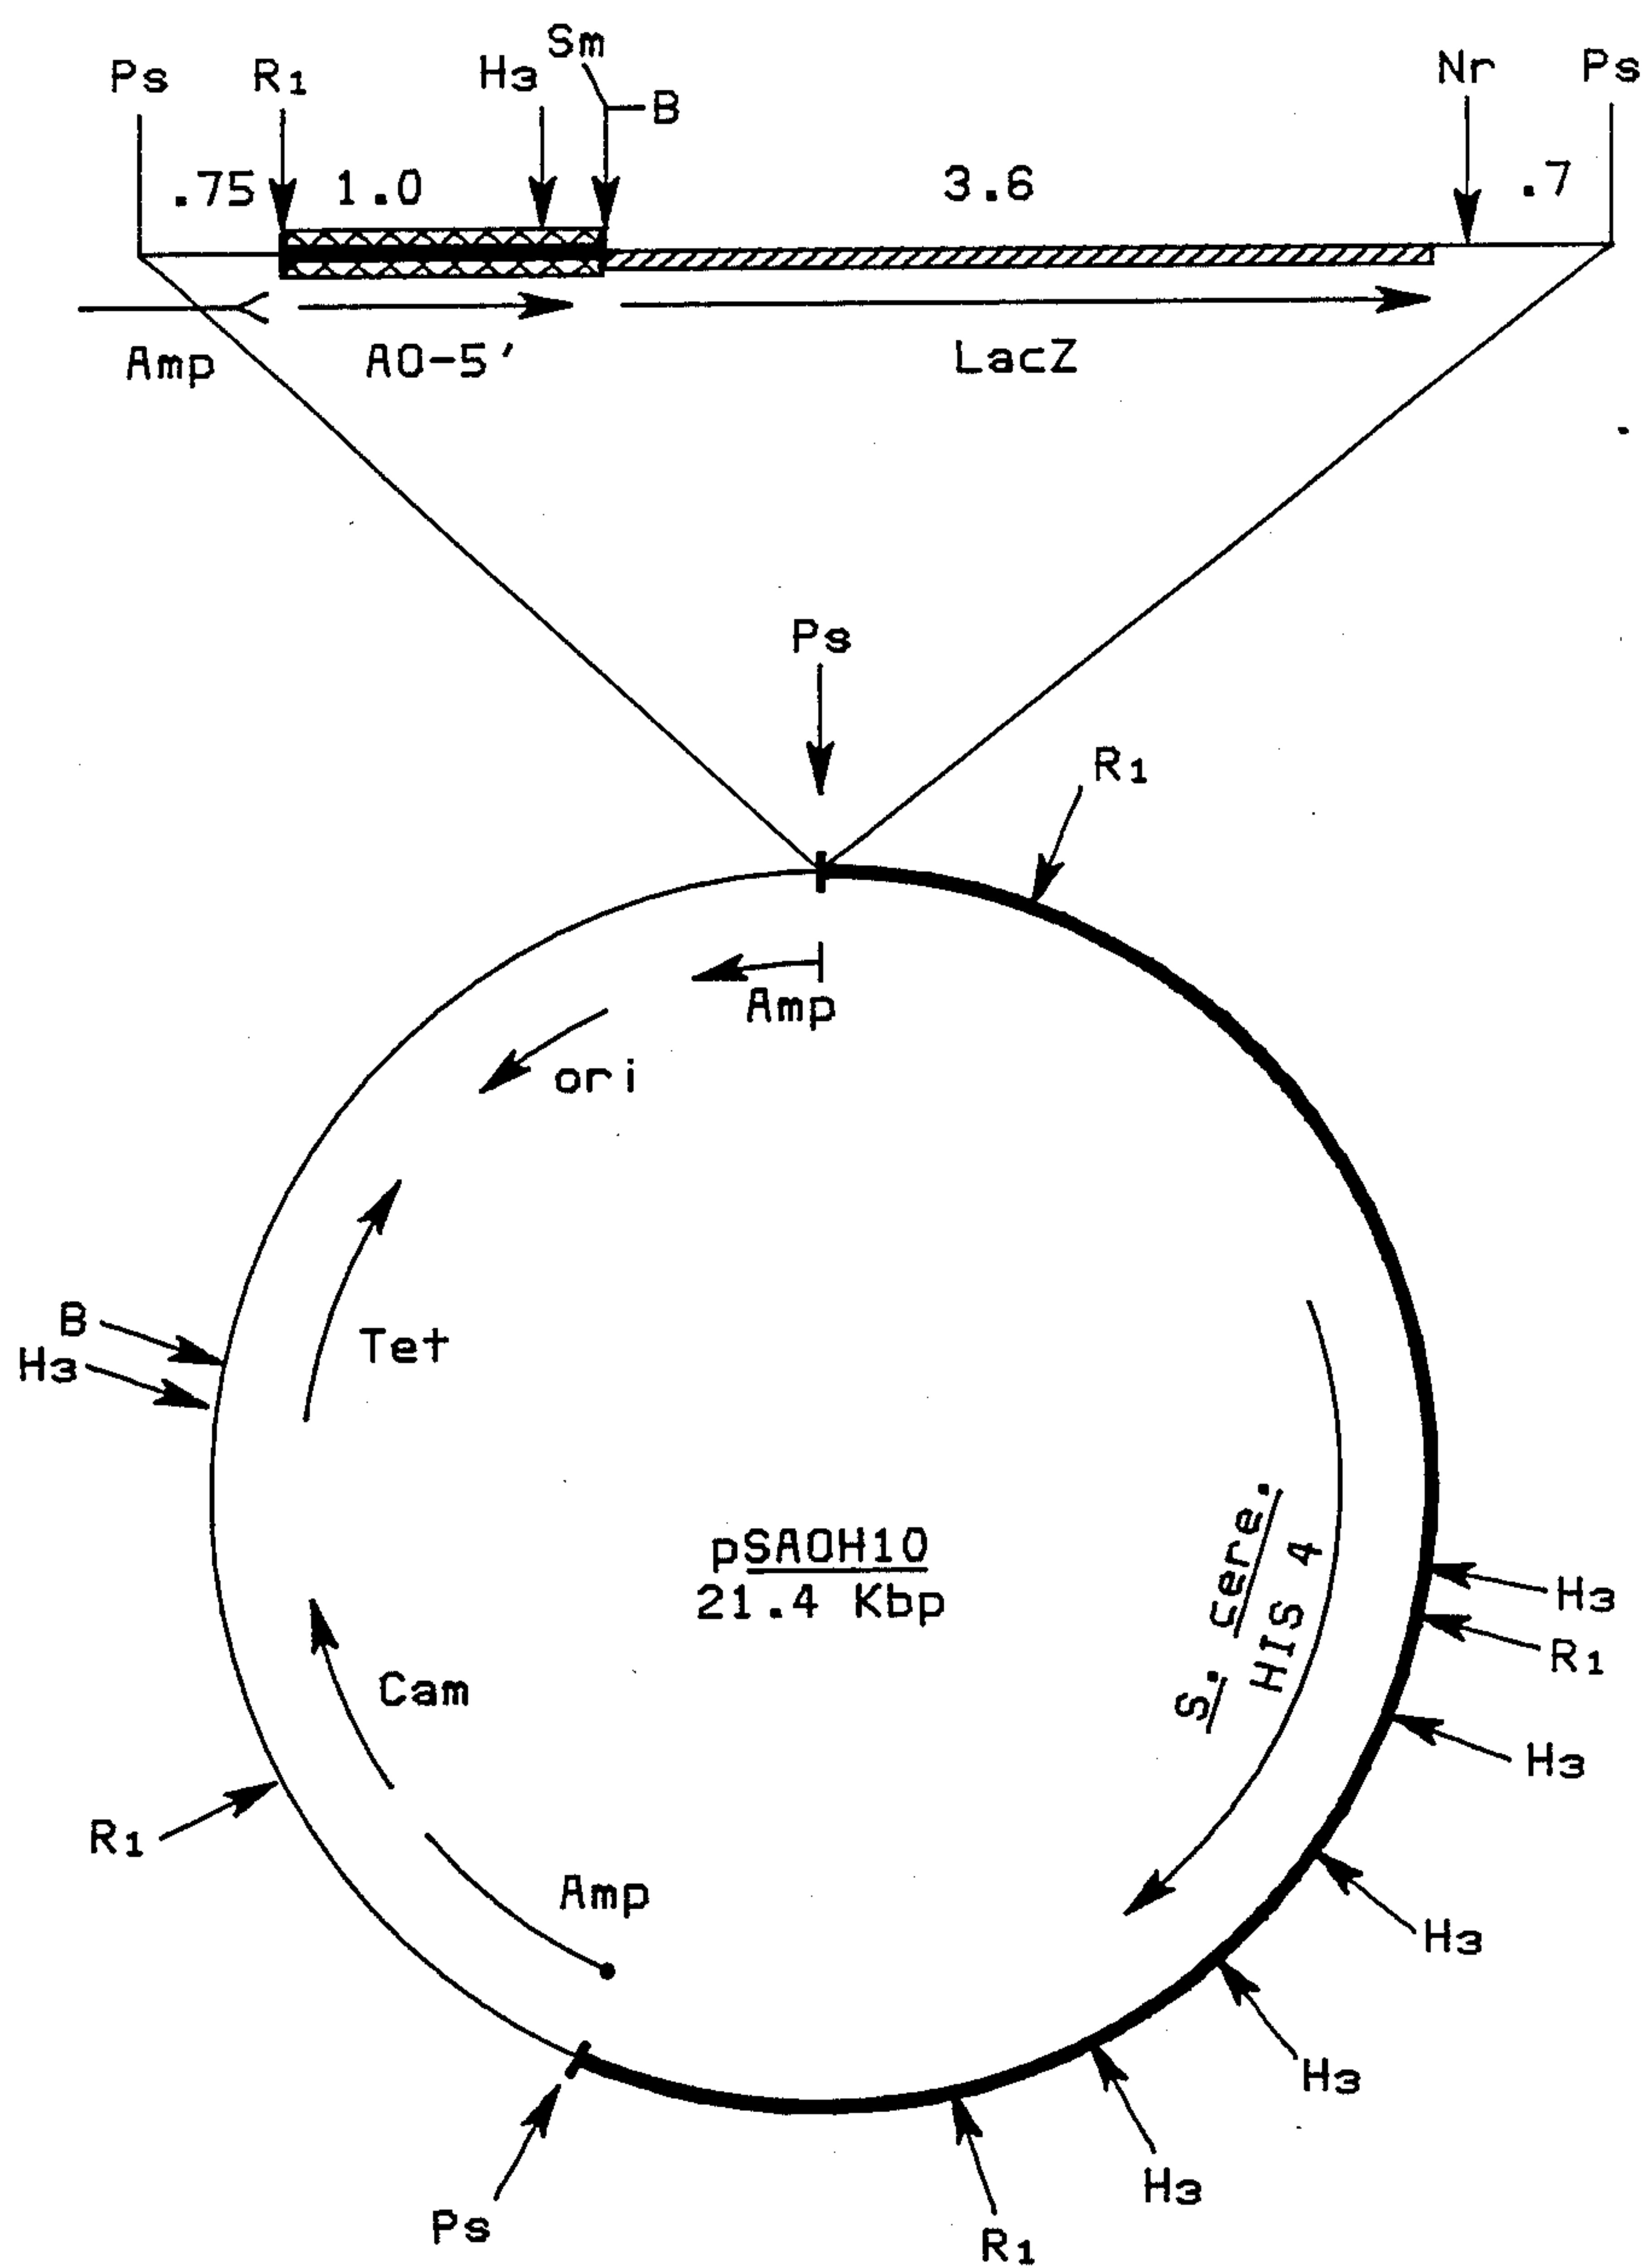 Sm
Ps
R1
H3
B
Nr
Ps
.75
1.0
3.6
.7
Amp
AO-5'
LacZ
Ps
R1
Amp
ori
B
H3
Tet
S. cere.
HIS 4
pSAOH10
21.4 Kbp
H3
R1
Cam
H3
R1
Amp
H3
H3
H3
Ps
R1